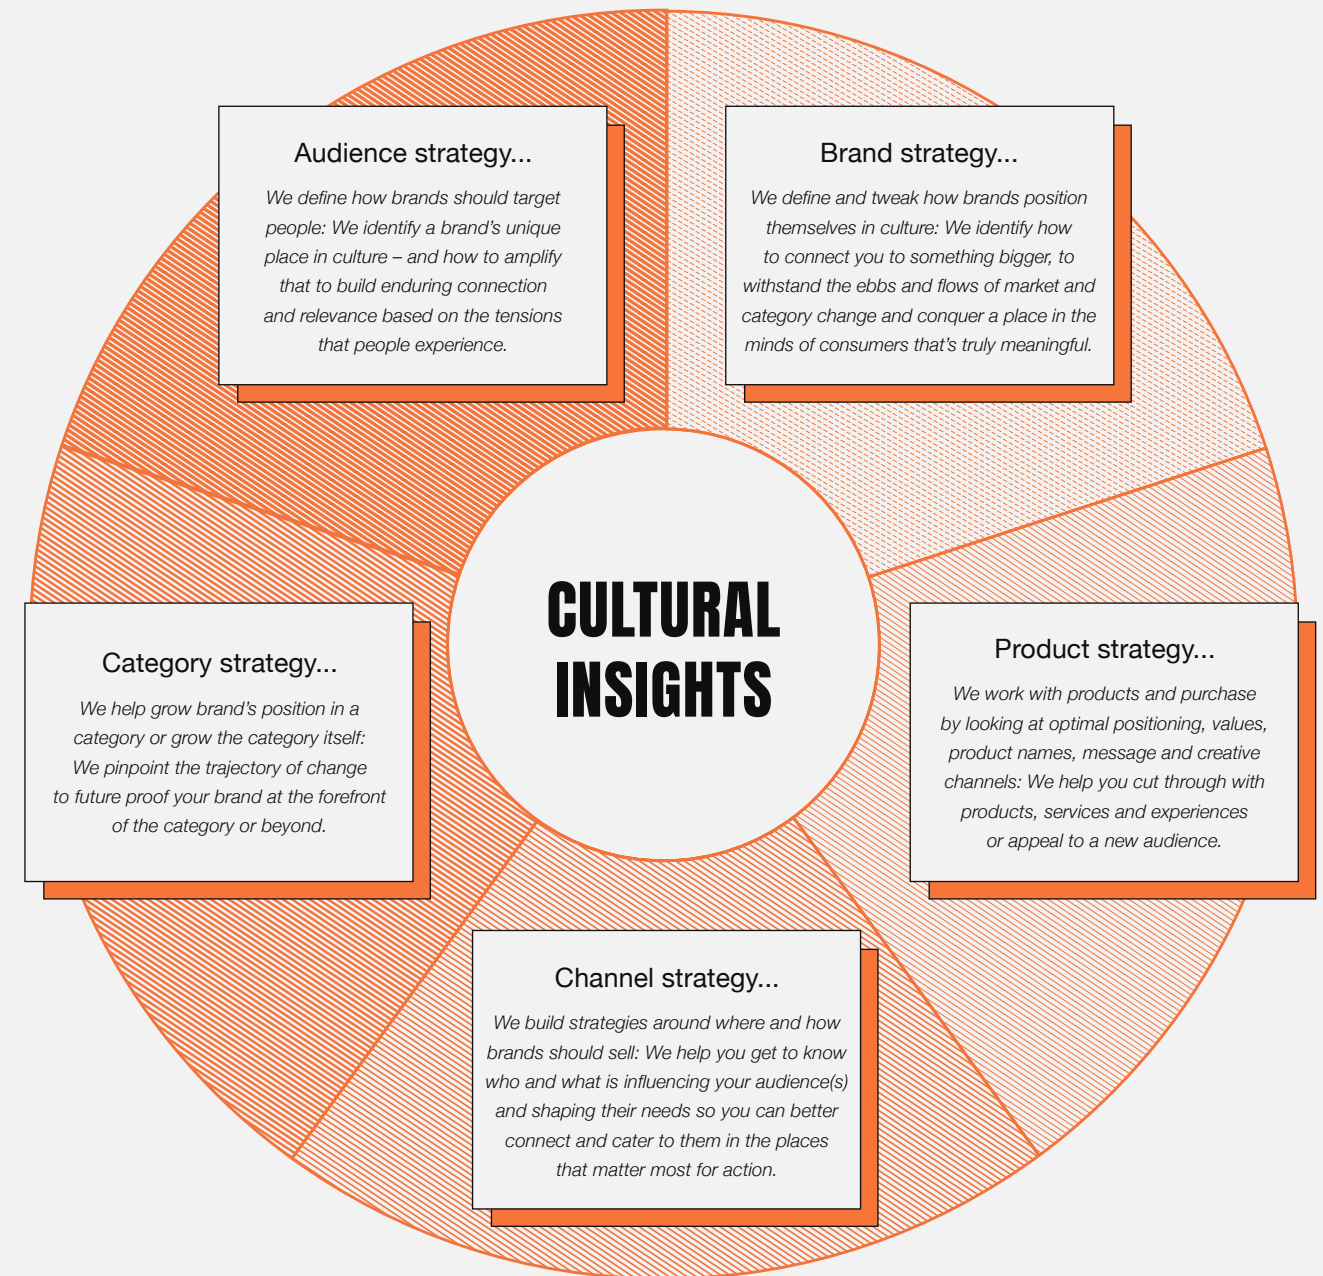 Audience strategy...
We define how brands should target
people: We identify a brand's unique
place in culture – and how to amplify
that to build enduring connection
and relevance based on the tensions
that people experience.
Brand strategy...
We define and tweak how brands position
themselves in culture: We identify how
to connect you to something bigger, to
withstand the ebbs and flows of market and
category change and conquer a place in the
minds of consumers that's truly meaningful.
CULTURAL
INSIGHTS
Category strategy...
We help grow brand's position in a
category or grow the category itself:
We pinpoint the trajectory of change
to future proof your brand at the forefront
of the category or beyond.
Product strategy...
We work with products and purchase
by looking at optimal positioning, values,
product names, message and creative
channels: We help you cut through with
products, services and experiences
or appeal to a new audience.
Channel strategy...
We build strategies around where and how
brands should sell: We help you get to know
who and what is influencing your audience(s)
and shaping their needs so you can better
connect and cater to them in the places
that matter most for action.